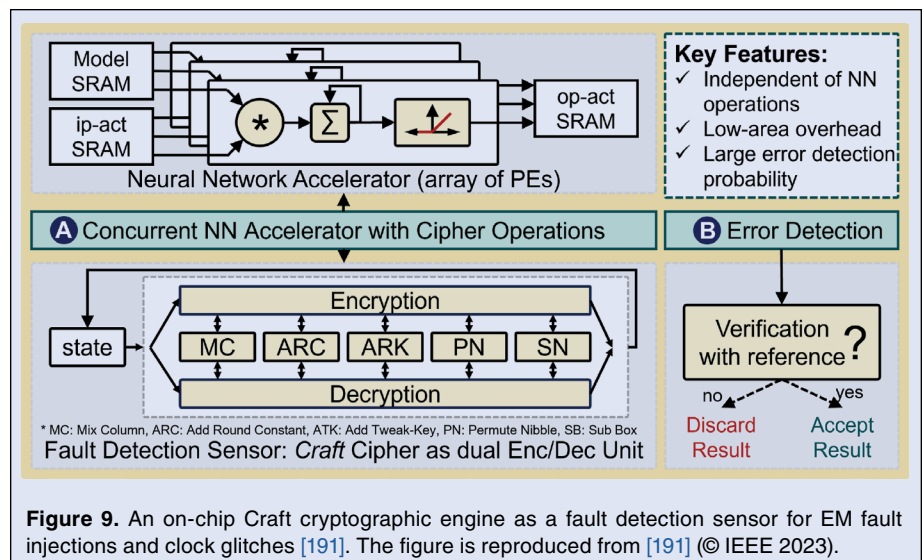 Model
SRAM
ip-act
SRAM
*
Σ
op-act
SRAM
Neural Network Accelerator (array of PEs)
Key Features:
✓ Independent of NN
operations
✓ Low-area overhead
✓ Large error detection
probability
A Concurrent NN Accelerator with Cipher Operations
B Error Detection
state
Encryption
MC ARC ARK PN SN
Decryption
* MC: Mix Column, ARC: Add Round Constant, ATK: Add Tweak-Key, PN: Permute Nibble, SB: Sub Box
Fault Detection Sensor: Craft Cipher as dual Enc/Dec Unit
Verification
with reference ?
no yes
Discard
Result
Accept
Result
Figure 9. An on-chip Craft cryptographic engine as a fault detection sensor for EM fault
injections and clock glitches [191]. The figure is reproduced from [191] (© IEEE 2023).